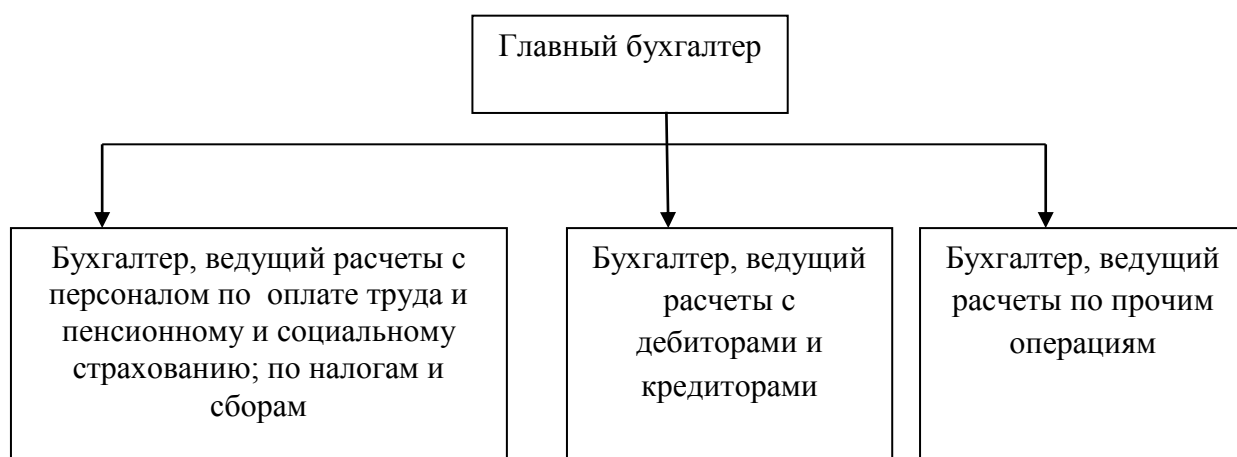 Главный бухгалтер
Бухгалтер, ведущий расчеты с
персоналом по оплате труда и
пенсионному и социальному
страхованию; по налогам и
сборам
Бухгалтер, ведущий
расчеты с
дебиторами и
кредиторами
Бухгалтер, ведущий
расчеты по прочим
операциям